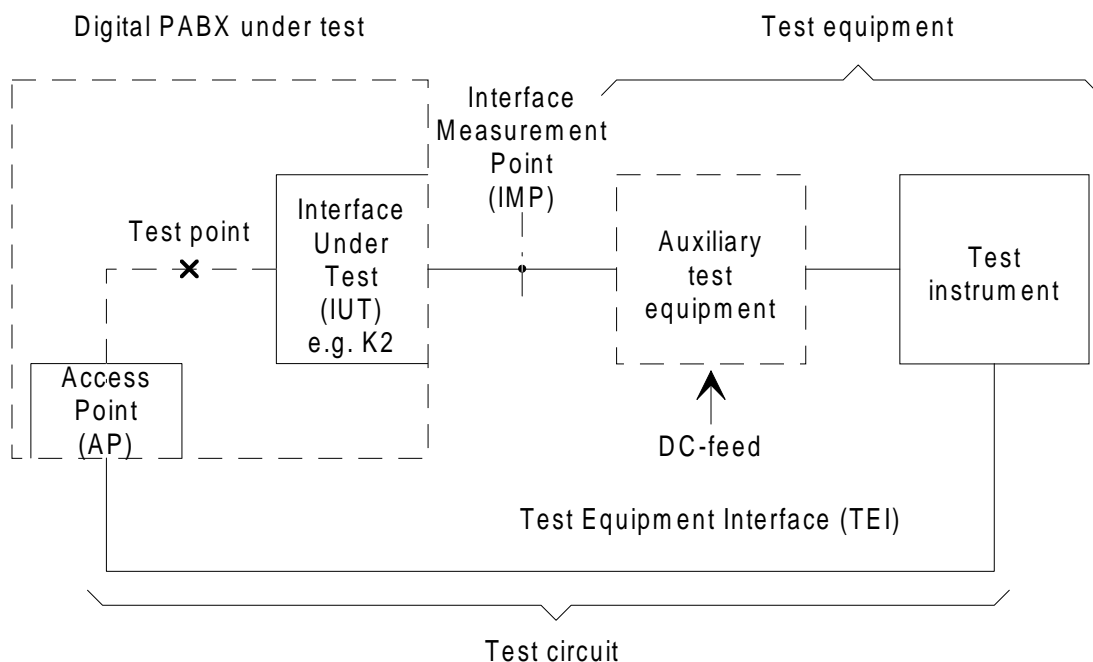 Digital PABX under test
Test equipment
Interface
Measurement
Point
(IMP)
Test point
Interface
Under
Test
(IUT)
e.g. K2
Auxiliary
test
equipment
Test
instrument
Access
Point
(AP)
DC-feed
Test Equipment Interface (TEI)
Test circuit